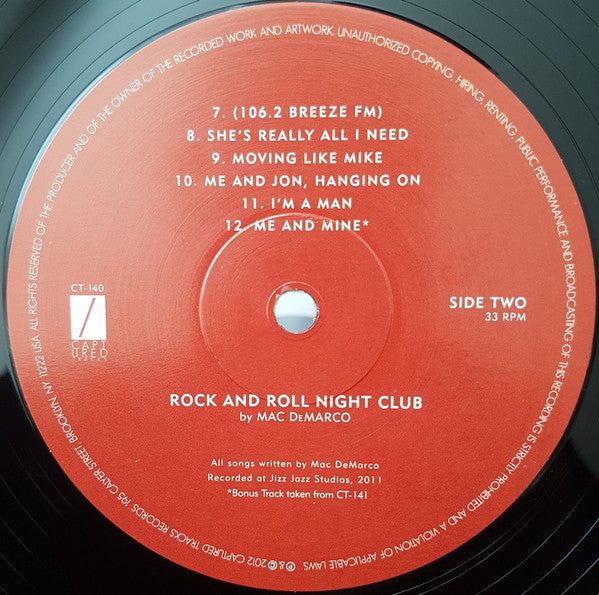 7. (106.2 BREEZE FM)
8. SHE'S REALLY ALL I NEED
9. MOVING LIKE MIKE
10. ME AND JON, HANGING ON
11. I'M A MAN
12. ME AND MINE*
CT-140
CAPT
URED
TRACKS
SIDE TWO
33 RPM
ROCK AND ROLL NIGHT CLUB
by MAC DeMARCO
All songs written by Mac DeMarco
Recorded at Jizz Jazz Studios, 2011
*Bonus Track taken from CT-141
℗ & © 2012 CAPTURED TRACKS RECORDS 195 CALYER STREET BROOKLYN NY 11222 USA. ALL RIGHTS RESERVED OF THE PRODUCER AND OF THE OWNER OF THE RECORDED WORK AND ARTWORK. UNAUTHORIZED COPYING, HIRING, RENTING, PUBLIC PERFORMANCE AND BROADCASTING OF THIS RECORDING IS STRICTLY PROHIBITED AND A VIOLATION OF APPLICABLE LAWS.